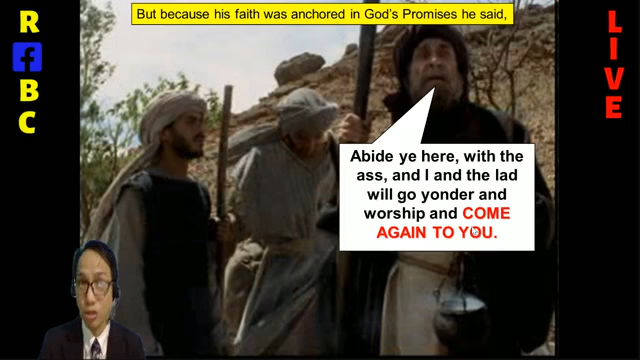 But because his faith was anchored in God's Promises he said,
R
f
B
C
L
I
V
E
Abide ye here, with the
ass, and I and the lad
will go yonder and
worship and COME
AGAIN TO YOU.